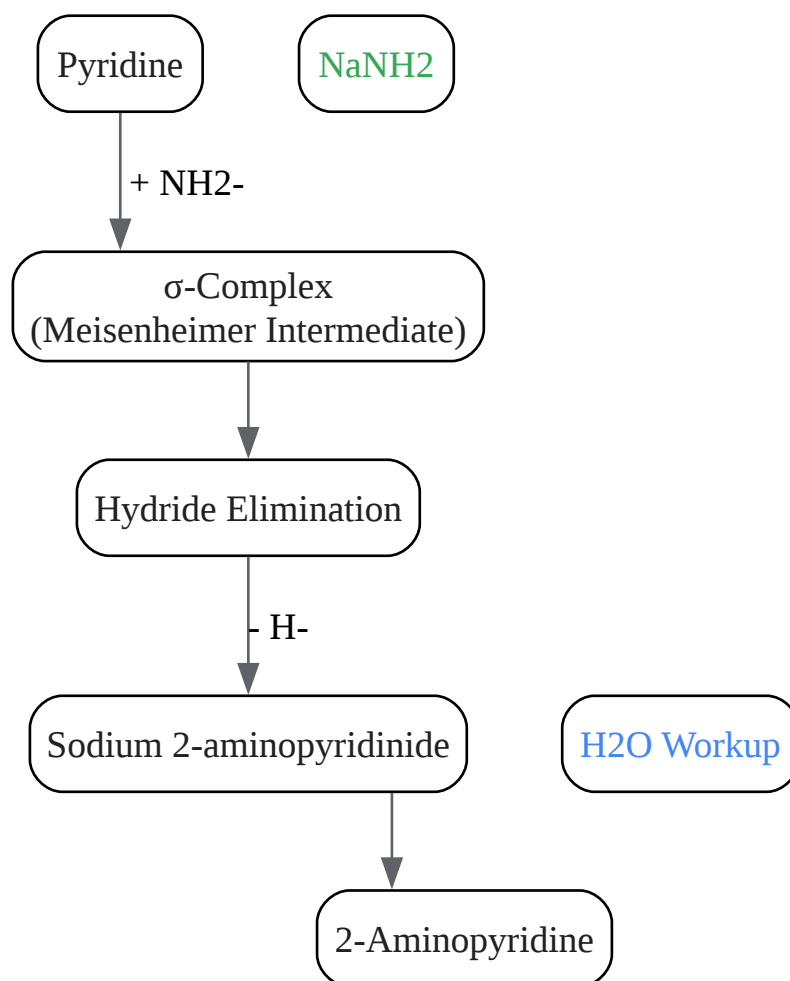 Pyridine
NaNH2
+ NH2-
σ-Complex
(Meisenheimer Intermediate)
Hydride Elimination
- H-
Sodium 2-aminopyridinide
H2O Workup
2-Aminopyridine